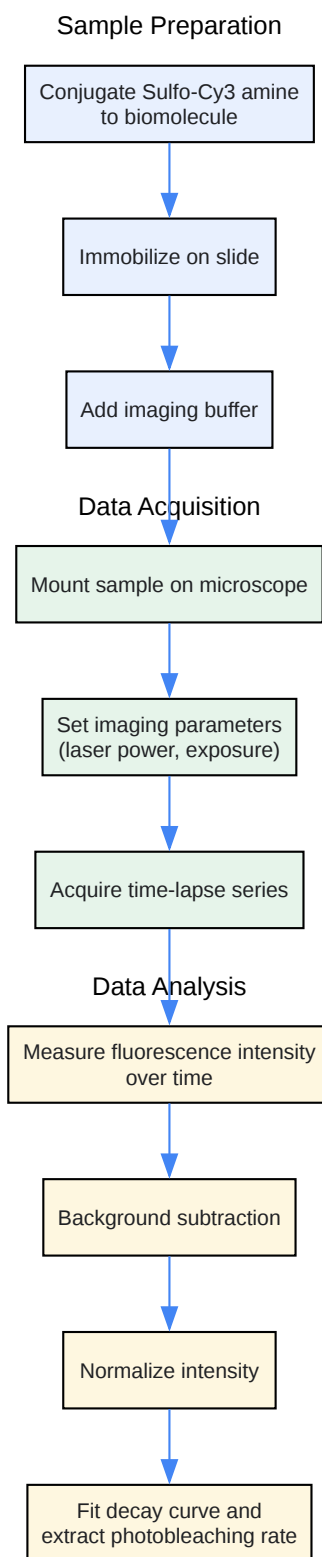 Sample Preparation
Conjugate Sulfo-Cy3 amine
to biomolecule
Immobilize on slide
Add imaging buffer
Data Acquisition
Mount sample on microscope
Set imaging parameters
(laser power, exposure)
Acquire time-lapse series
Data Analysis
Measure fluorescence intensity
over time
Background subtraction
Normalize intensity
Fit decay curve and
extract photobleaching rate